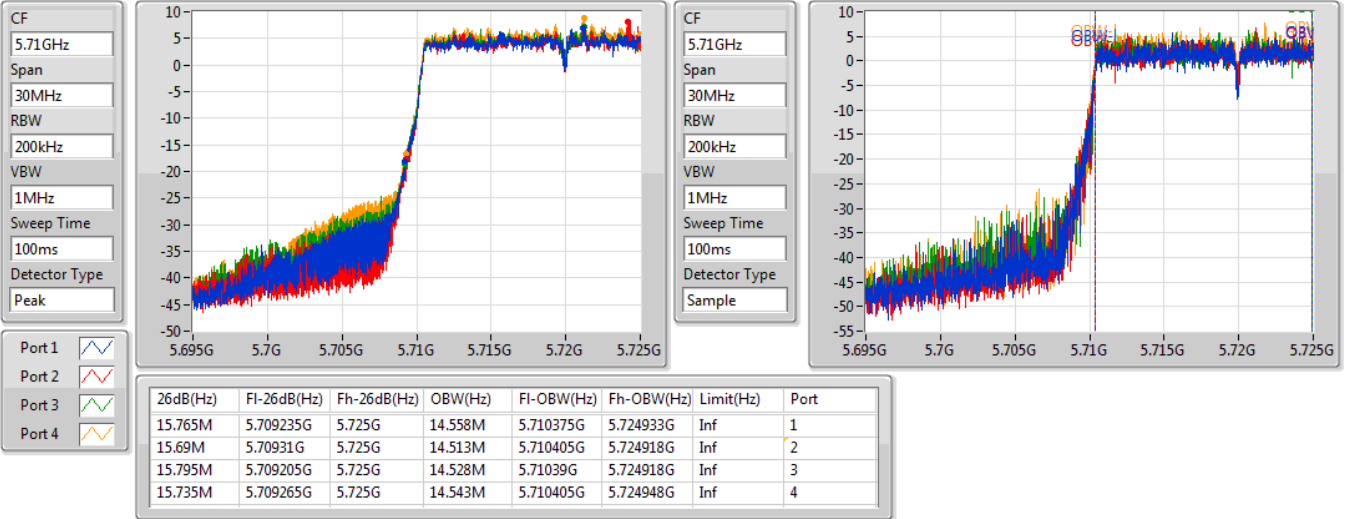 CF
5.71GHz
Span
30MHz
RBW
200kHz
VBW
1MHz
Sweep Time
100ms
Detector Type
Peak
10
5
0
-5
-10
-15
-20
-25
-30
-35
-40
-45
-50
5.695G 5.7G 5.705G 5.71G 5.715G 5.72G 5.725G
CF
5.71GHz
Span
30MHz
RBW
200kHz
VBW
1MHz
Sweep Time
100ms
Detector Type
Sample
10
5
0
-5
-10
-15
-20
-25
-30
-35
-40
-45
-50
-55
5.695G 5.7G 5.705G 5.71G 5.715G 5.72G 5.725G
Port 1
Port 2
Port 3
Port 4
26dB(Hz) Fl-26dB(Hz) Fh-26dB(Hz) OBW(Hz) Fl-OBW(Hz) Fh-OBW(Hz) Limit(Hz) Port
15.765M 5.709235G 5.725G 14.558M 5.710375G 5.724933G Inf 1
15.69M 5.70931G 5.725G 14.513M 5.710405G 5.724918G Inf 2
15.795M 5.709205G 5.725G 14.528M 5.71039G 5.724918G Inf 3
15.735M 5.709265G 5.725G 14.543M 5.710405G 5.724948G Inf 4